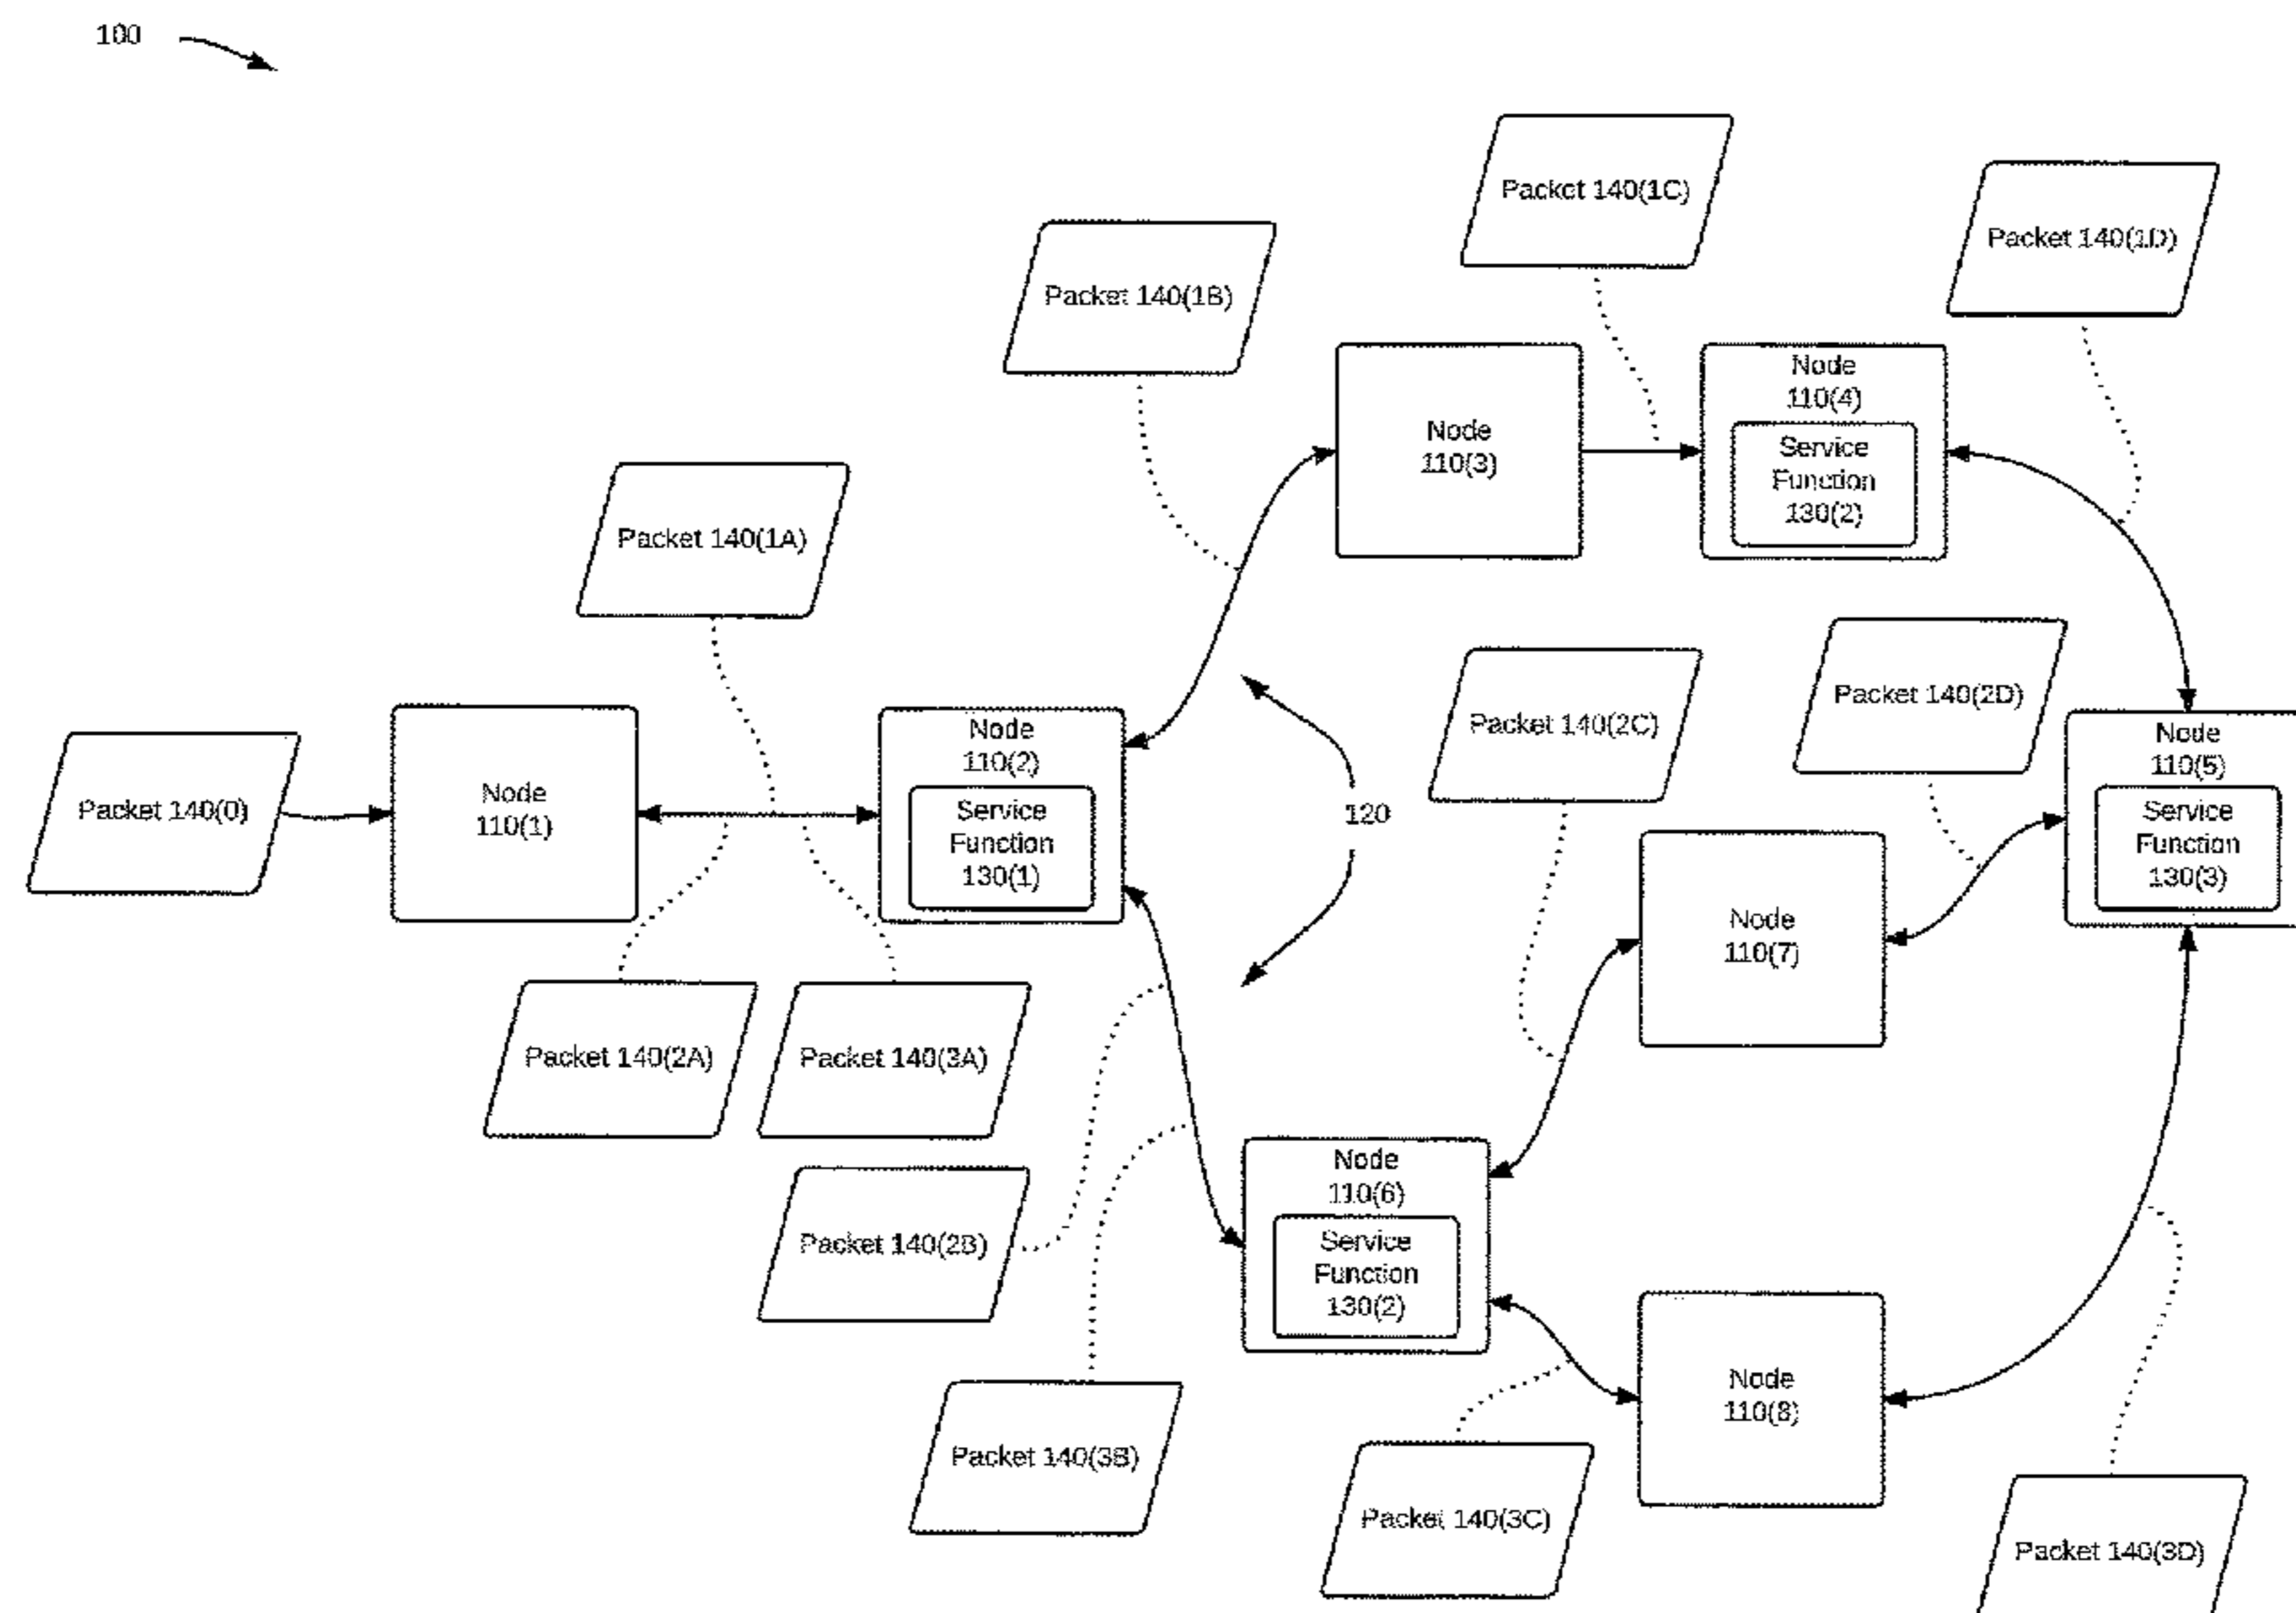 100
Packet 140(1C)
Packet 140(1D)
Packet 140(1B)
Node
110(3)
Node
110(4)
Service
Function
130(2)
Packet 140(1A)
Packet 140(2C)
Packet 140(2D)
Packet 140(0)
Node
110(1)
Node
110(2)
Service
Function
130(1)
120
Node
110(5)
Service
Function
130(3)
Node
110(7)
Packet 140(2A)
Packet 140(3A)
Packet 140(2B)
Node
110(6)
Service
Function
130(2)
Node
110(8)
Packet 140(3B)
Packet 140(3C)
Packet 140(3D)